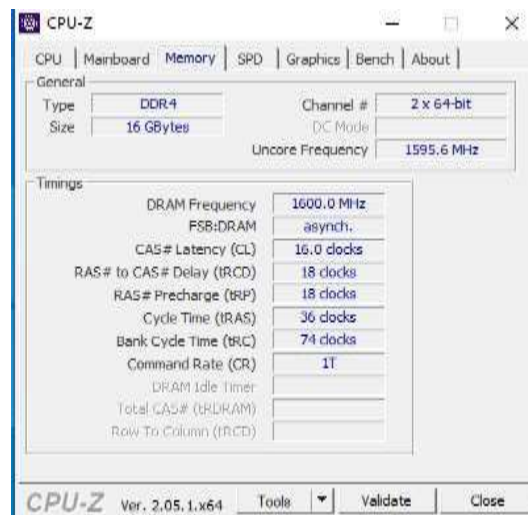 CPU-Z
CPU Mainboard Memory SPD Graphics Bench About
General
Type DDR4 Channel # 2 x 64-bit
Size 16 GBytes DC Mode
Uncore Frequency 1595.6 MHz
Timings
DRAM Frequency 1600.0 MHz
FSB:DRAM asynch.
CAS# Latency (CL) 16.0 clocks
RAS# to CAS# Delay (tRCD) 18 clocks
RAS# Precharge (tRP) 18 clocks
Cycle Time (tRAS) 36 clocks
Bank Cycle Time (tRC) 74 clocks
Command Rate (CR) 1T
DRAM Idle Timer
Total CAS# (tRDRAM)
Row To Column (tRCD)
CPU-Z Ver. 2.05.1.x64 Tools Validate Close